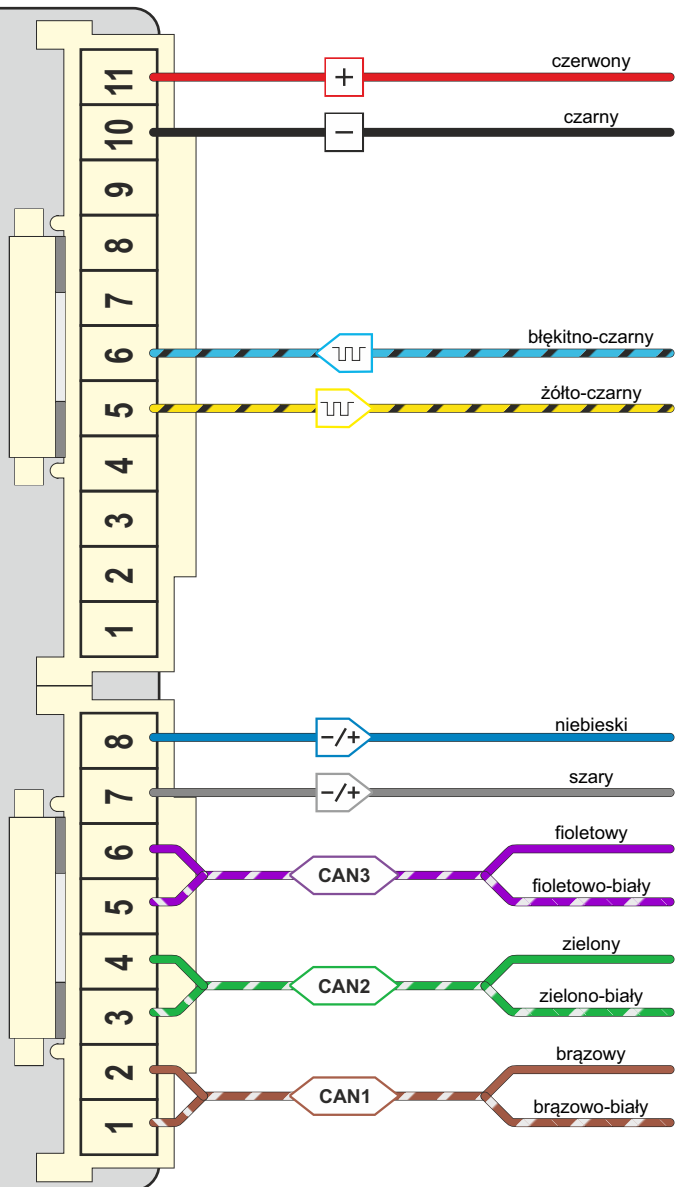 11
+
czerwony
10
−
czarny
9
8
7
6
błękitno-czarny
5
żółto-czarny
4
3
2
1
8
−/+
niebieski
7
−/+
szary
6
fioletowy
CAN3
5
fioletowo-biały
4
zielony
CAN2
3
zielono-biały
2
brązowy
CAN1
1
brązowo-biały